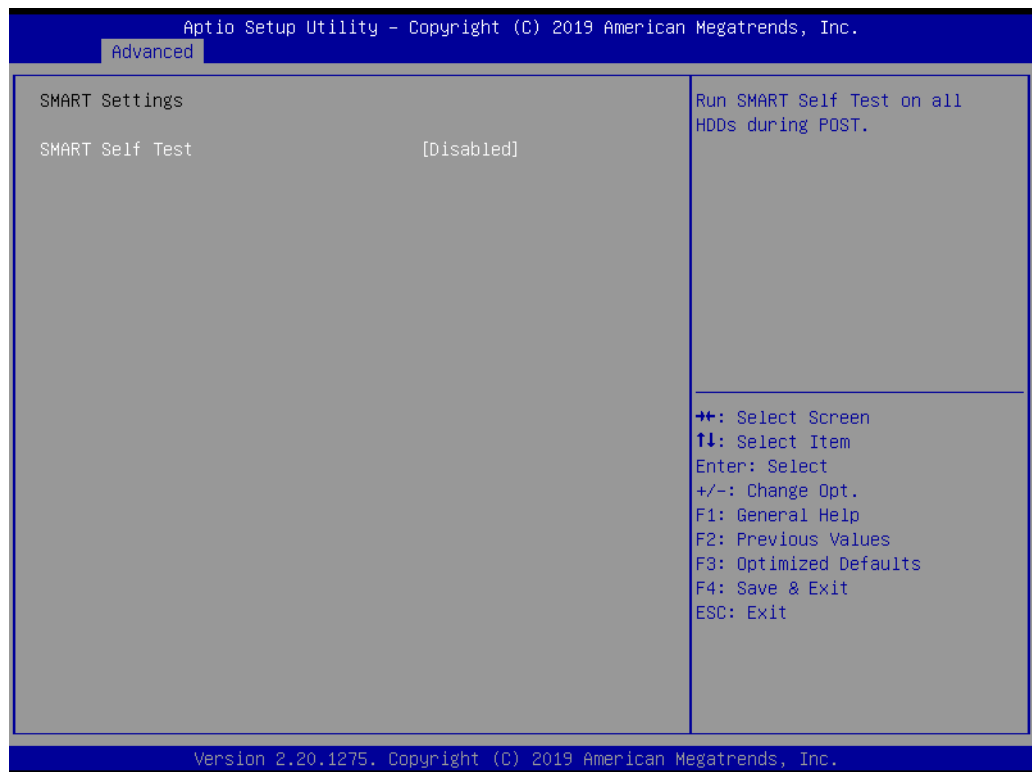 Aptio Setup Utility – Copyright (C) 2019 American Megatrends, Inc.
Advanced
SMART Settings
SMART Self Test [Disabled]
Run SMART Self Test on all
HDDs during POST.
→←: Select Screen
↑↓: Select Item
Enter: Select
+/-: Change Opt.
F1: General Help
F2: Previous Values
F3: Optimized Defaults
F4: Save & Exit
ESC: Exit
Version 2.20.1275. Copyright (C) 2019 American Megatrends, Inc.